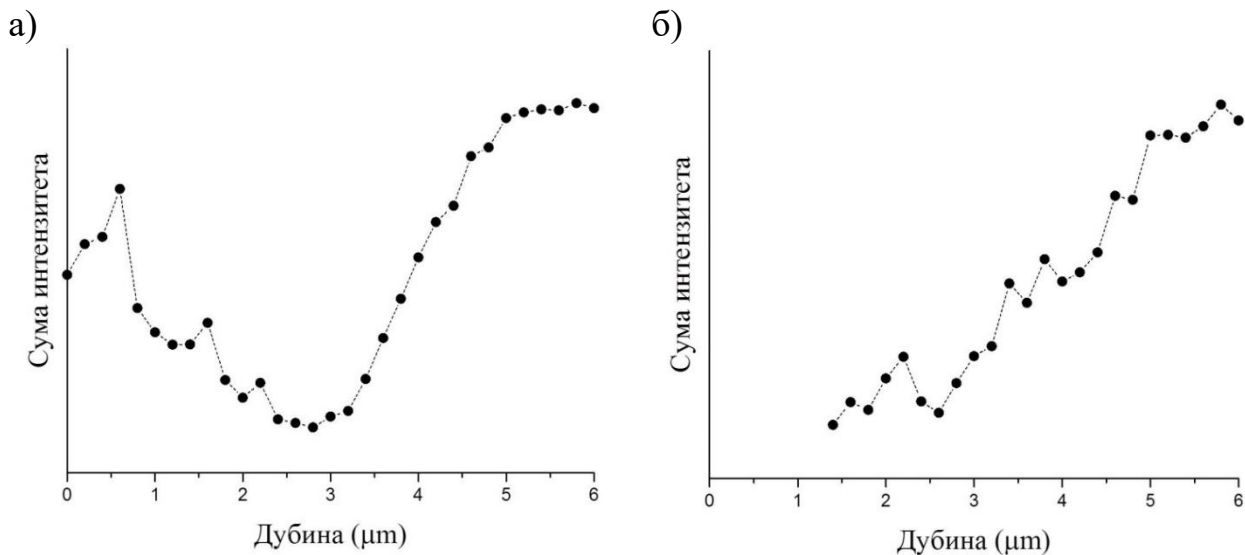 а)
б)
Сума интензитета
0 1 2 3 4 5 6
Дубина (μm)
Сума интензитета
0 1 2 3 4 5 6
Дубина (μm)